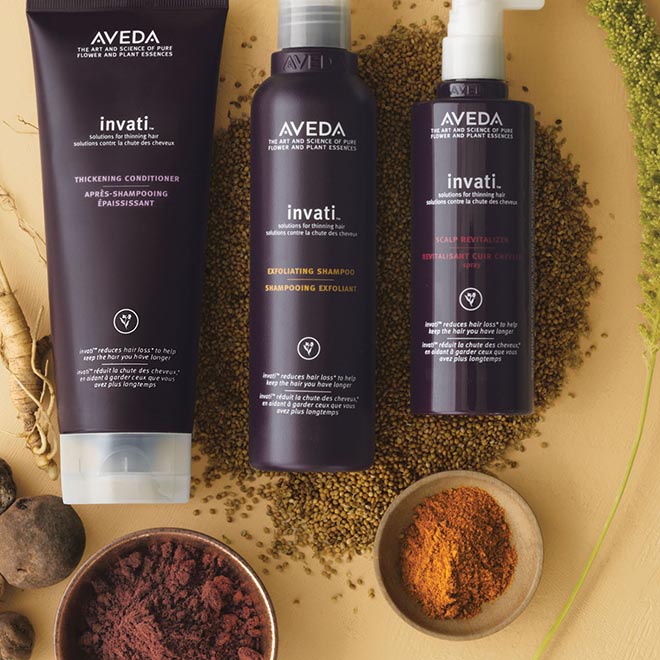 AVEDA
THE ART AND SCIENCE OF PURE
FLOWER AND PLANT ESSENCES
invati™
solutions for thinning hair
solutions contre la chute des cheveux
THICKENING CONDITIONER
APRÈS-SHAMPOOING
ÉPAISSISSANT
invati™ reduces hair loss* to help
keep the hair you have longer
invati™ réduit la chute des cheveux,*
en aidant à garder ceux que vous
avez plus longtemps
AVEDA
AVEDA
THE ART AND SCIENCE OF PURE
FLOWER AND PLANT ESSENCES
invati™
solutions for thinning hair
solutions contre la chute des cheveux
EXFOLIATING SHAMPOO
SHAMPOOING EXFOLIANT
invati™ reduces hair loss* to help
keep the hair you have longer
invati™ réduit la chute des cheveux,*
en aidant à garder ceux que vous
avez plus longtemps
AVEDA
AVEDA
THE ART AND SCIENCE OF PURE
FLOWER AND PLANT ESSENCES
invati™
solutions for thinning hair
solutions contre la chute des cheveux
SCALP REVITALIZER
REVITALISANT CUIR CHEVELU
spray
invati™ reduces hair loss* to help
keep the hair you have longer
invati™ réduit la chute des cheveux,*
en aidant à garder ceux que vous
avez plus longtemps